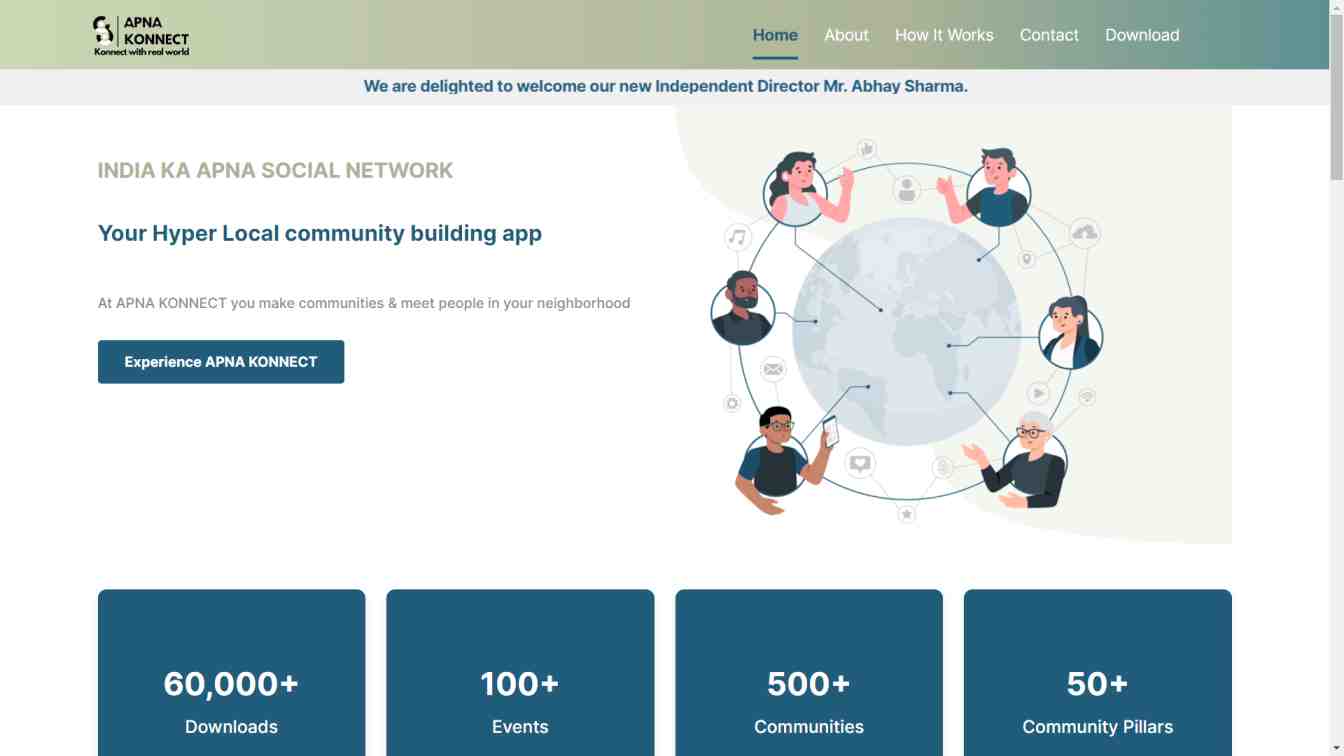 APNA
KONNECT
Konnect with real world
Home About How It Works Contact Download
We are delighted to welcome our new Independent Director Mr. Abhay Sharma.
INDIA KA APNA SOCIAL NETWORK
Your Hyper Local community building app
At APNA KONNECT you make communities & meet people in your neighborhood
Experience APNA KONNECT
60,000+
Downloads
100+
Events
500+
Communities
50+
Community Pillars